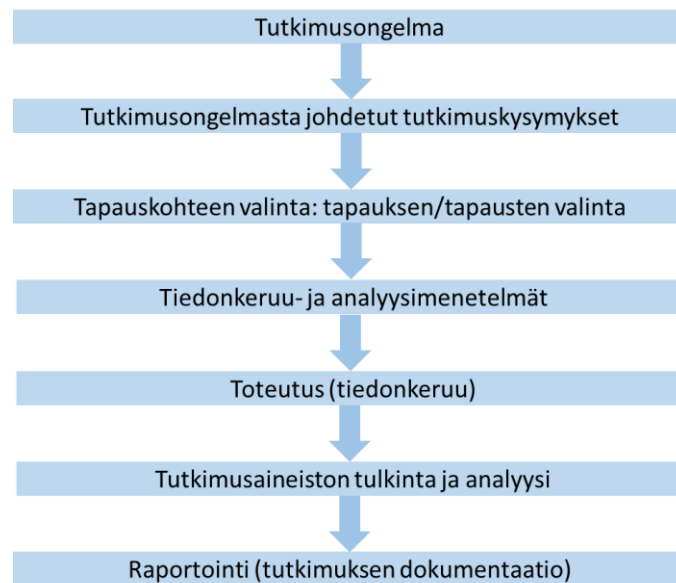 Tutkimusongelma
Tutkimusongelmasta johdetut tutkimuskysymykset
Tapauskohteen valinta: tapauksen/tapausten valinta
Tiedonkeruu- ja analyysimenetelmät
Toteutus (tiedonkeruu)
Tutkimusaineiston tulkinta ja analyysi
Raportointi (tutkimuksen dokumentaatio)